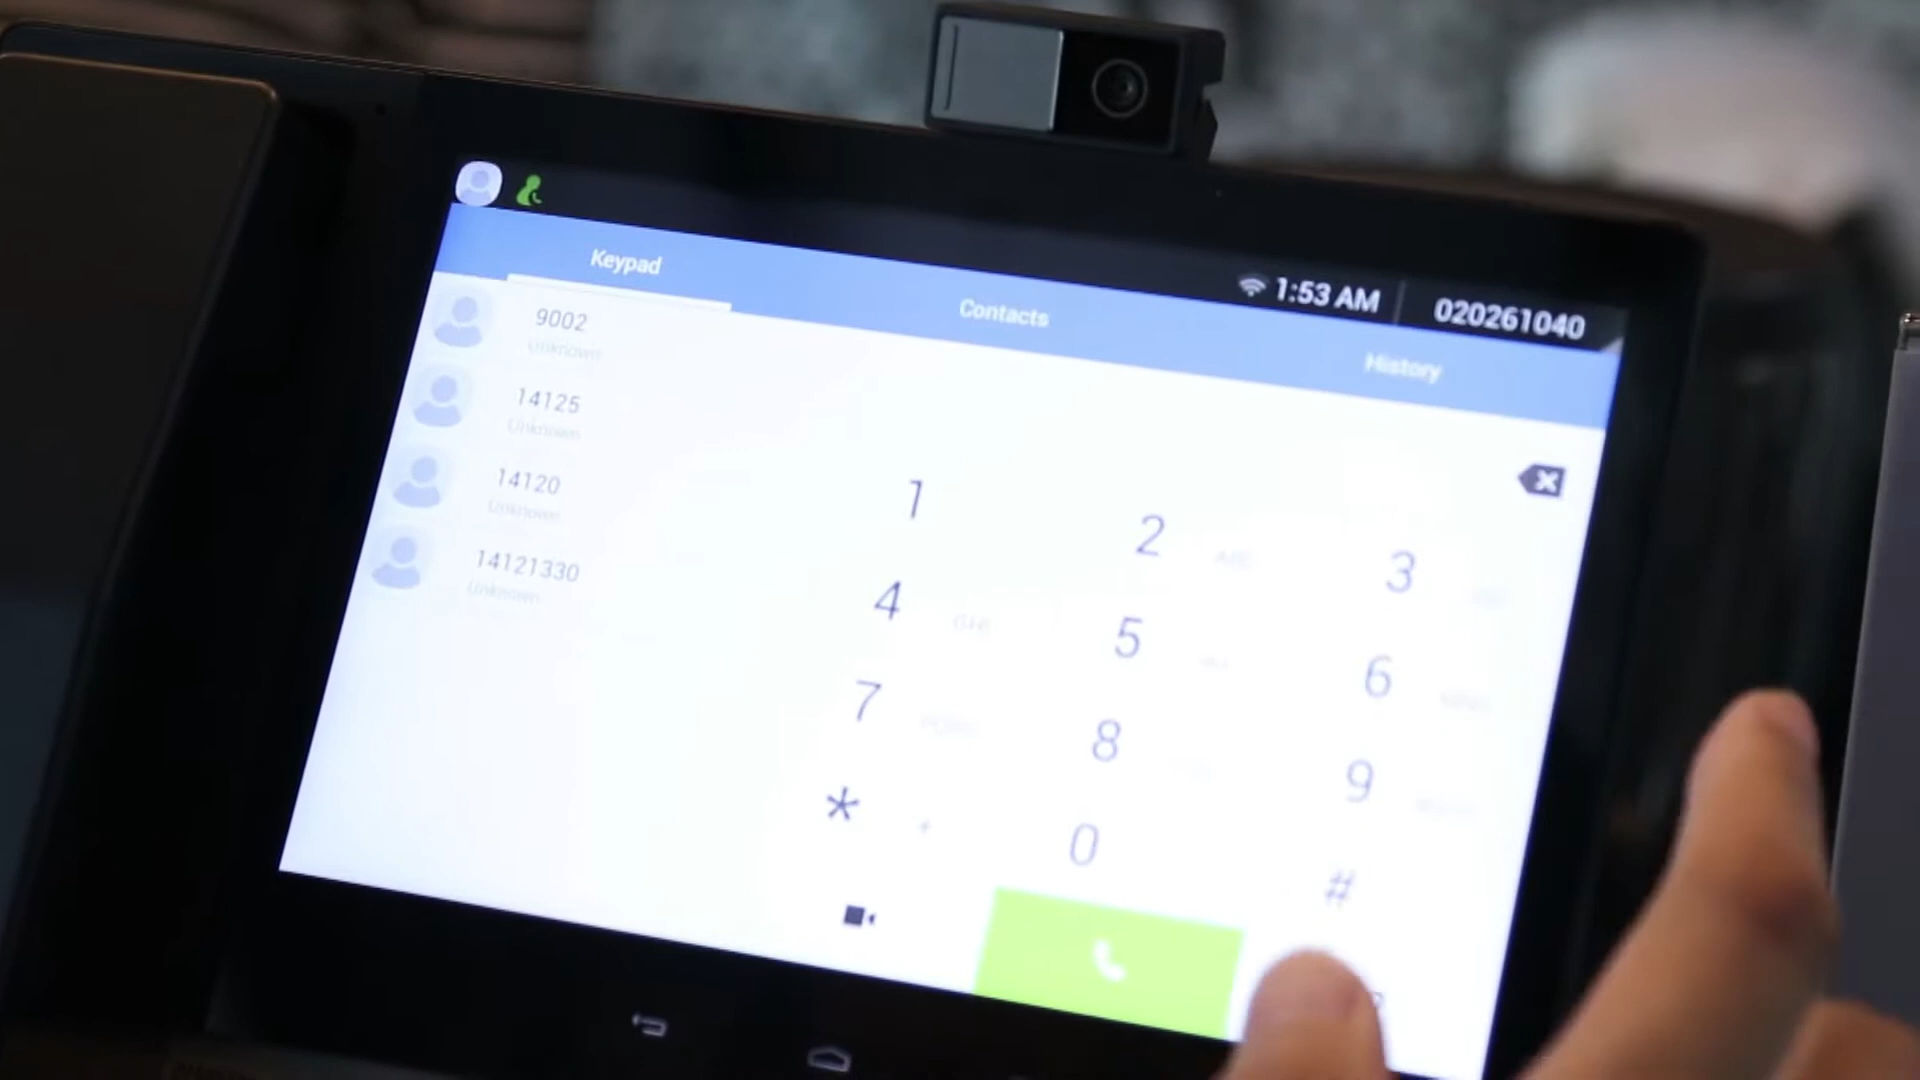 1:53 AM 020261040
Keypad Contacts History
9002
Unknown
14125
Unknown
14120
Unknown
14121330
Unknown
1 2 3
4 GHI 5 6
7 8 9
* 0 #